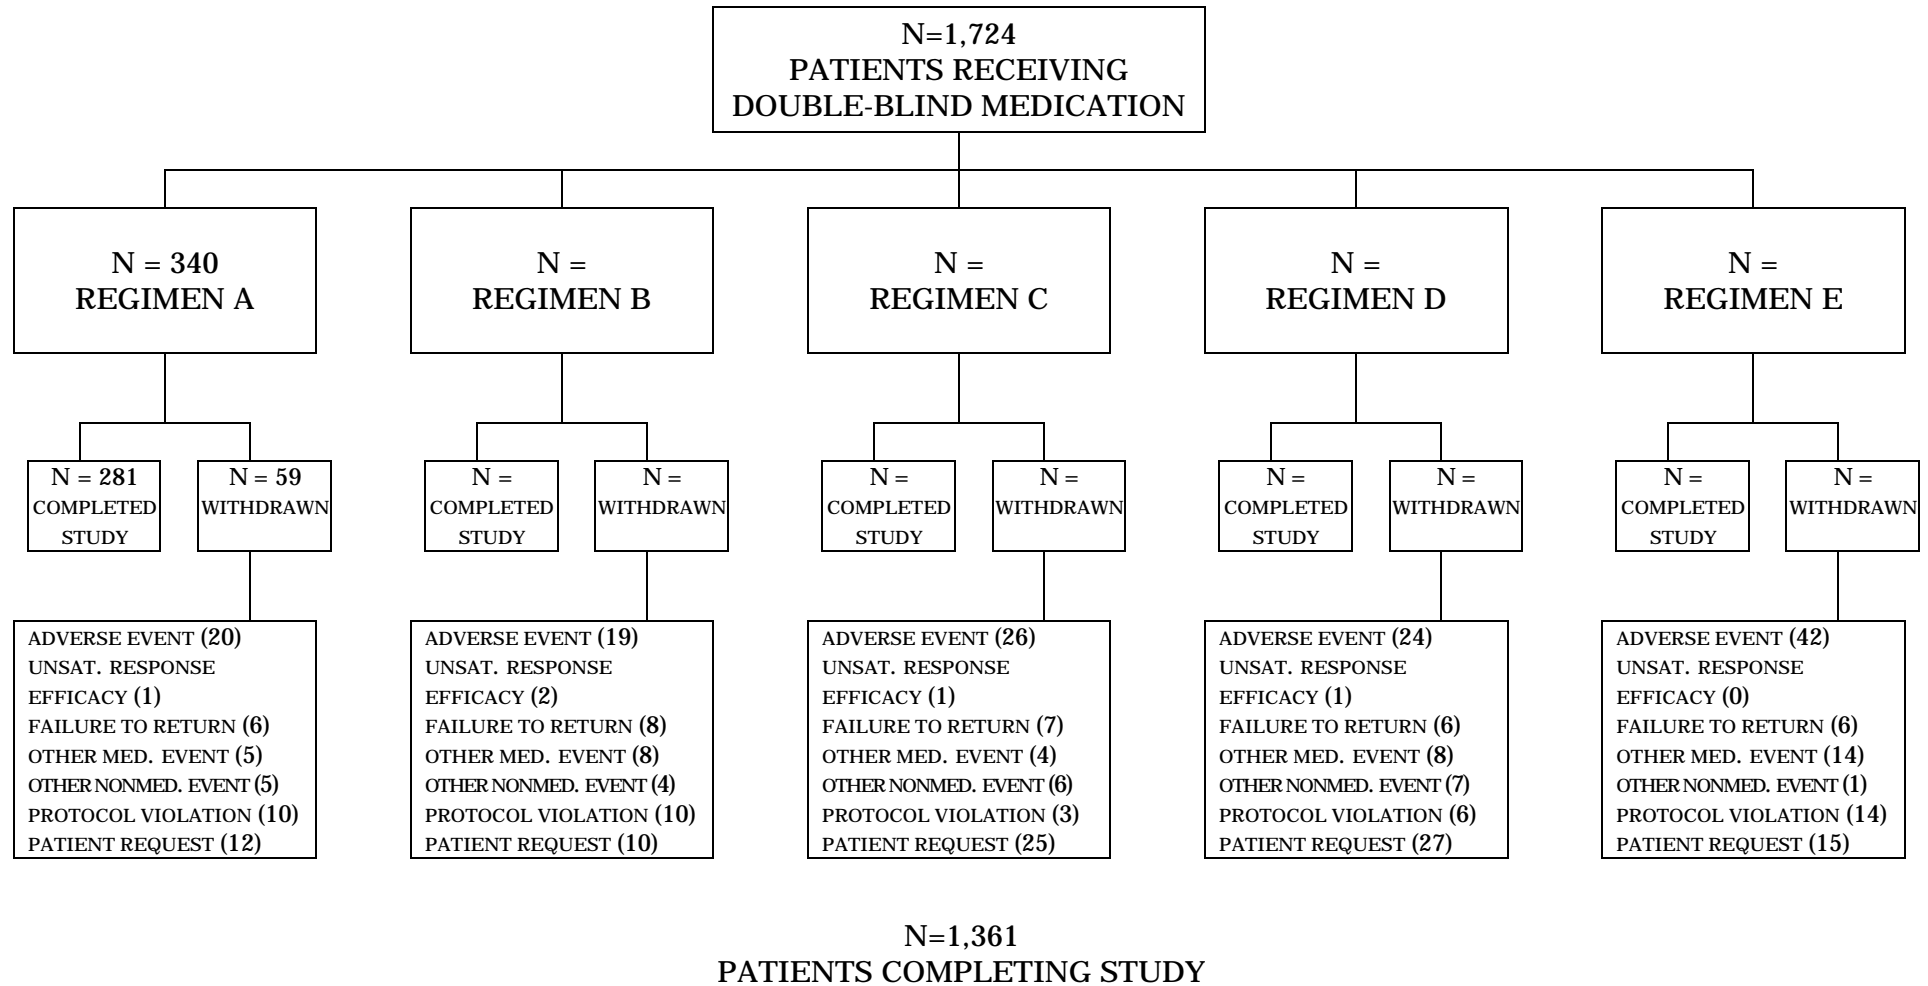 N=1,724
PATIENTS RECEIVING
DOUBLE-BLIND MEDICATION
N = 340
REGIMEN A
N =
REGIMEN B
N =
REGIMEN C
N =
REGIMEN D
N =
REGIMEN E
N = 281
COMPLETED
STUDY
N = 59
WITHDRAWN
N =
COMPLETED
STUDY
N =
WITHDRAWN
N =
COMPLETED
STUDY
N =
WITHDRAWN
N =
COMPLETED
STUDY
N =
WITHDRAWN
N =
COMPLETED
STUDY
N =
WITHDRAWN
ADVERSE EVENT (20)
UNSAT. RESPONSE
EFFICACY (1)
FAILURE TO RETURN (6)
OTHER MED. EVENT (5)
OTHER NONMED. EVENT (5)
PROTOCOL VIOLATION (10)
PATIENT REQUEST (12)
ADVERSE EVENT (19)
UNSAT. RESPONSE
EFFICACY (2)
FAILURE TO RETURN (8)
OTHER MED. EVENT (8)
OTHER NONMED. EVENT (4)
PROTOCOL VIOLATION (10)
PATIENT REQUEST (10)
ADVERSE EVENT (26)
UNSAT. RESPONSE
EFFICACY (1)
FAILURE TO RETURN (7)
OTHER MED. EVENT (4)
OTHER NONMED. EVENT (6)
PROTOCOL VIOLATION (3)
PATIENT REQUEST (25)
ADVERSE EVENT (24)
UNSAT. RESPONSE
EFFICACY (1)
FAILURE TO RETURN (6)
OTHER MED. EVENT (8)
OTHER NONMED. EVENT (7)
PROTOCOL VIOLATION (6)
PATIENT REQUEST (27)
ADVERSE EVENT (42)
UNSAT. RESPONSE
EFFICACY (0)
FAILURE TO RETURN (6)
OTHER MED. EVENT (14)
OTHER NONMED. EVENT (1)
PROTOCOL VIOLATION (14)
PATIENT REQUEST (15)
N=1,361
PATIENTS COMPLETING STUDY